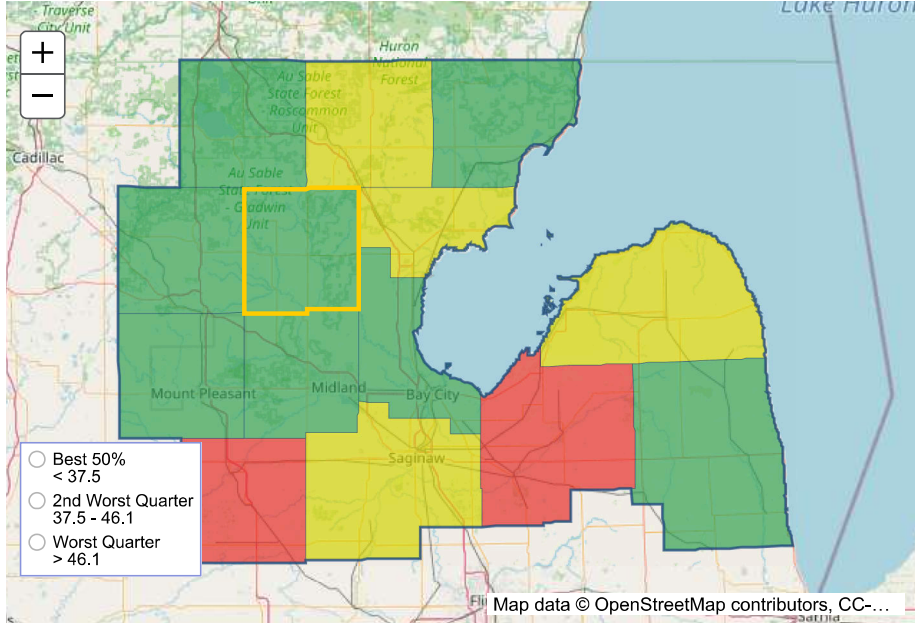 - Traverse
City Unit
Lake Huron
Huron
National
Forest
Au Sable
State Forest
- Roscommon
Unit
+
−
Cadillac
Au Sable
State Forest
- Gladwin
Unit
Mount Pleasant
Midland
Bay City
Saginaw
Best 50%
< 37.5
2nd Worst Quarter
37.5 - 46.1
Worst Quarter
> 46.1
Map data © OpenStreetMap contributors, CC-...
Sarnia